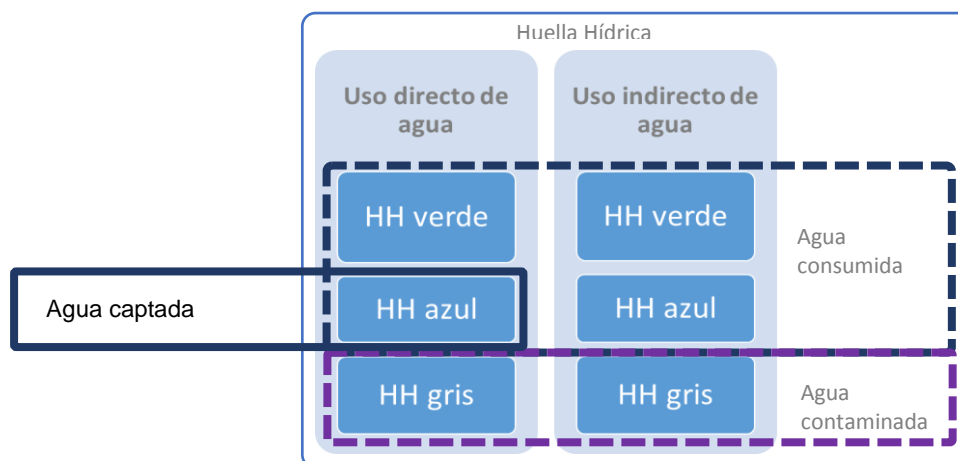 Huella Hídrica
Uso directo de
agua
Uso indirecto de
agua
HH verde
HH verde
Agua
consumida
Agua captada
HH azul
HH azul
HH gris
HH gris
Agua
contaminada